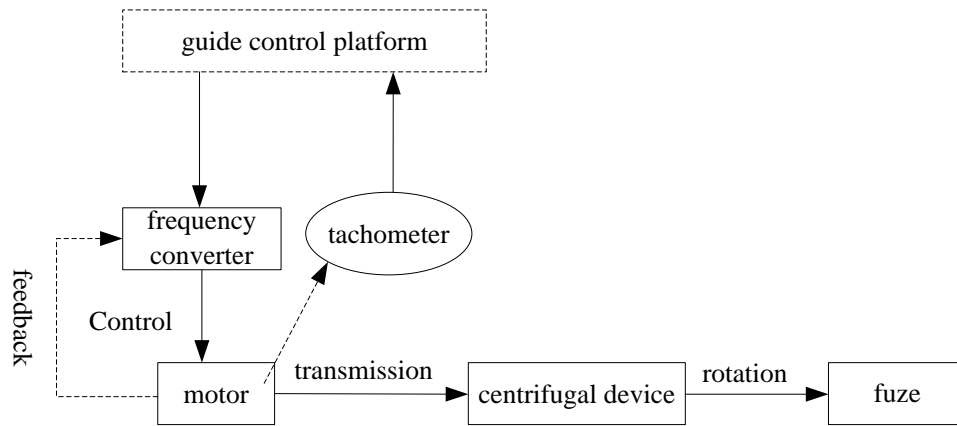 guide control platform
frequency
converter
tachometer
feedback
Control
motor
transmission
centrifugal device
rotation
fuze